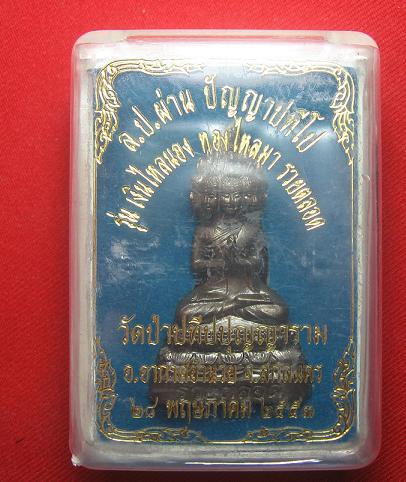 ล.ป.ผ่าน ปัญญาปทีโป
รุ่น เงินไหลนอง ทองไหลมา รวยตลอด
วัดป่าปทีปปุญญาราม
อ.อากาศอำนวย จ.สกลนคร
๒๘ พฤษภาคม ๒๕๕๓